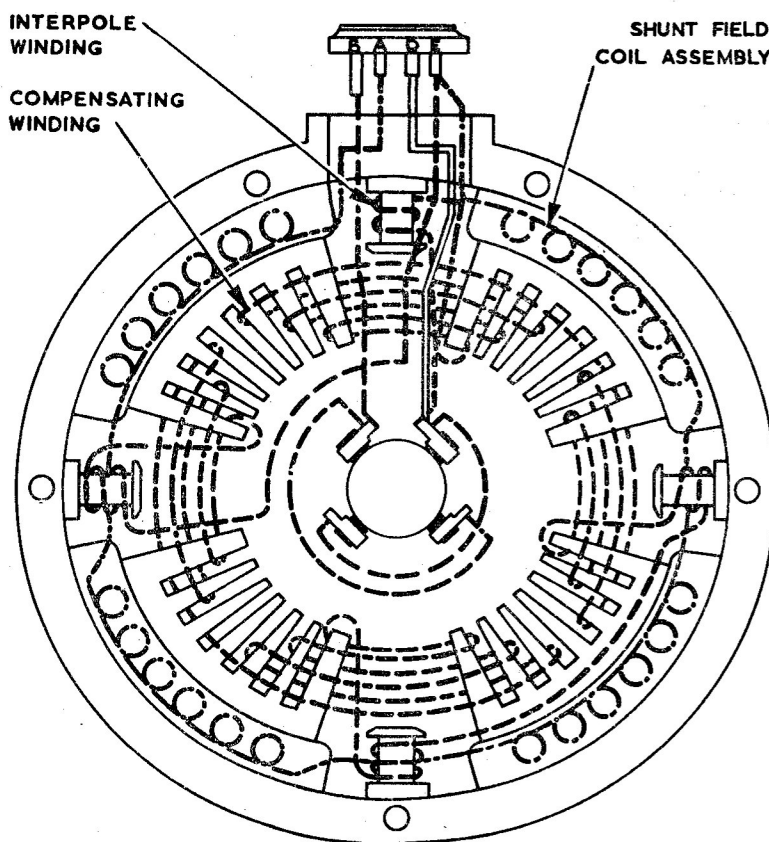 INTERPOLE
WINDING
SHUNT FIELD
COIL ASSEMBLY
B A D E
COMPENSATING
WINDING